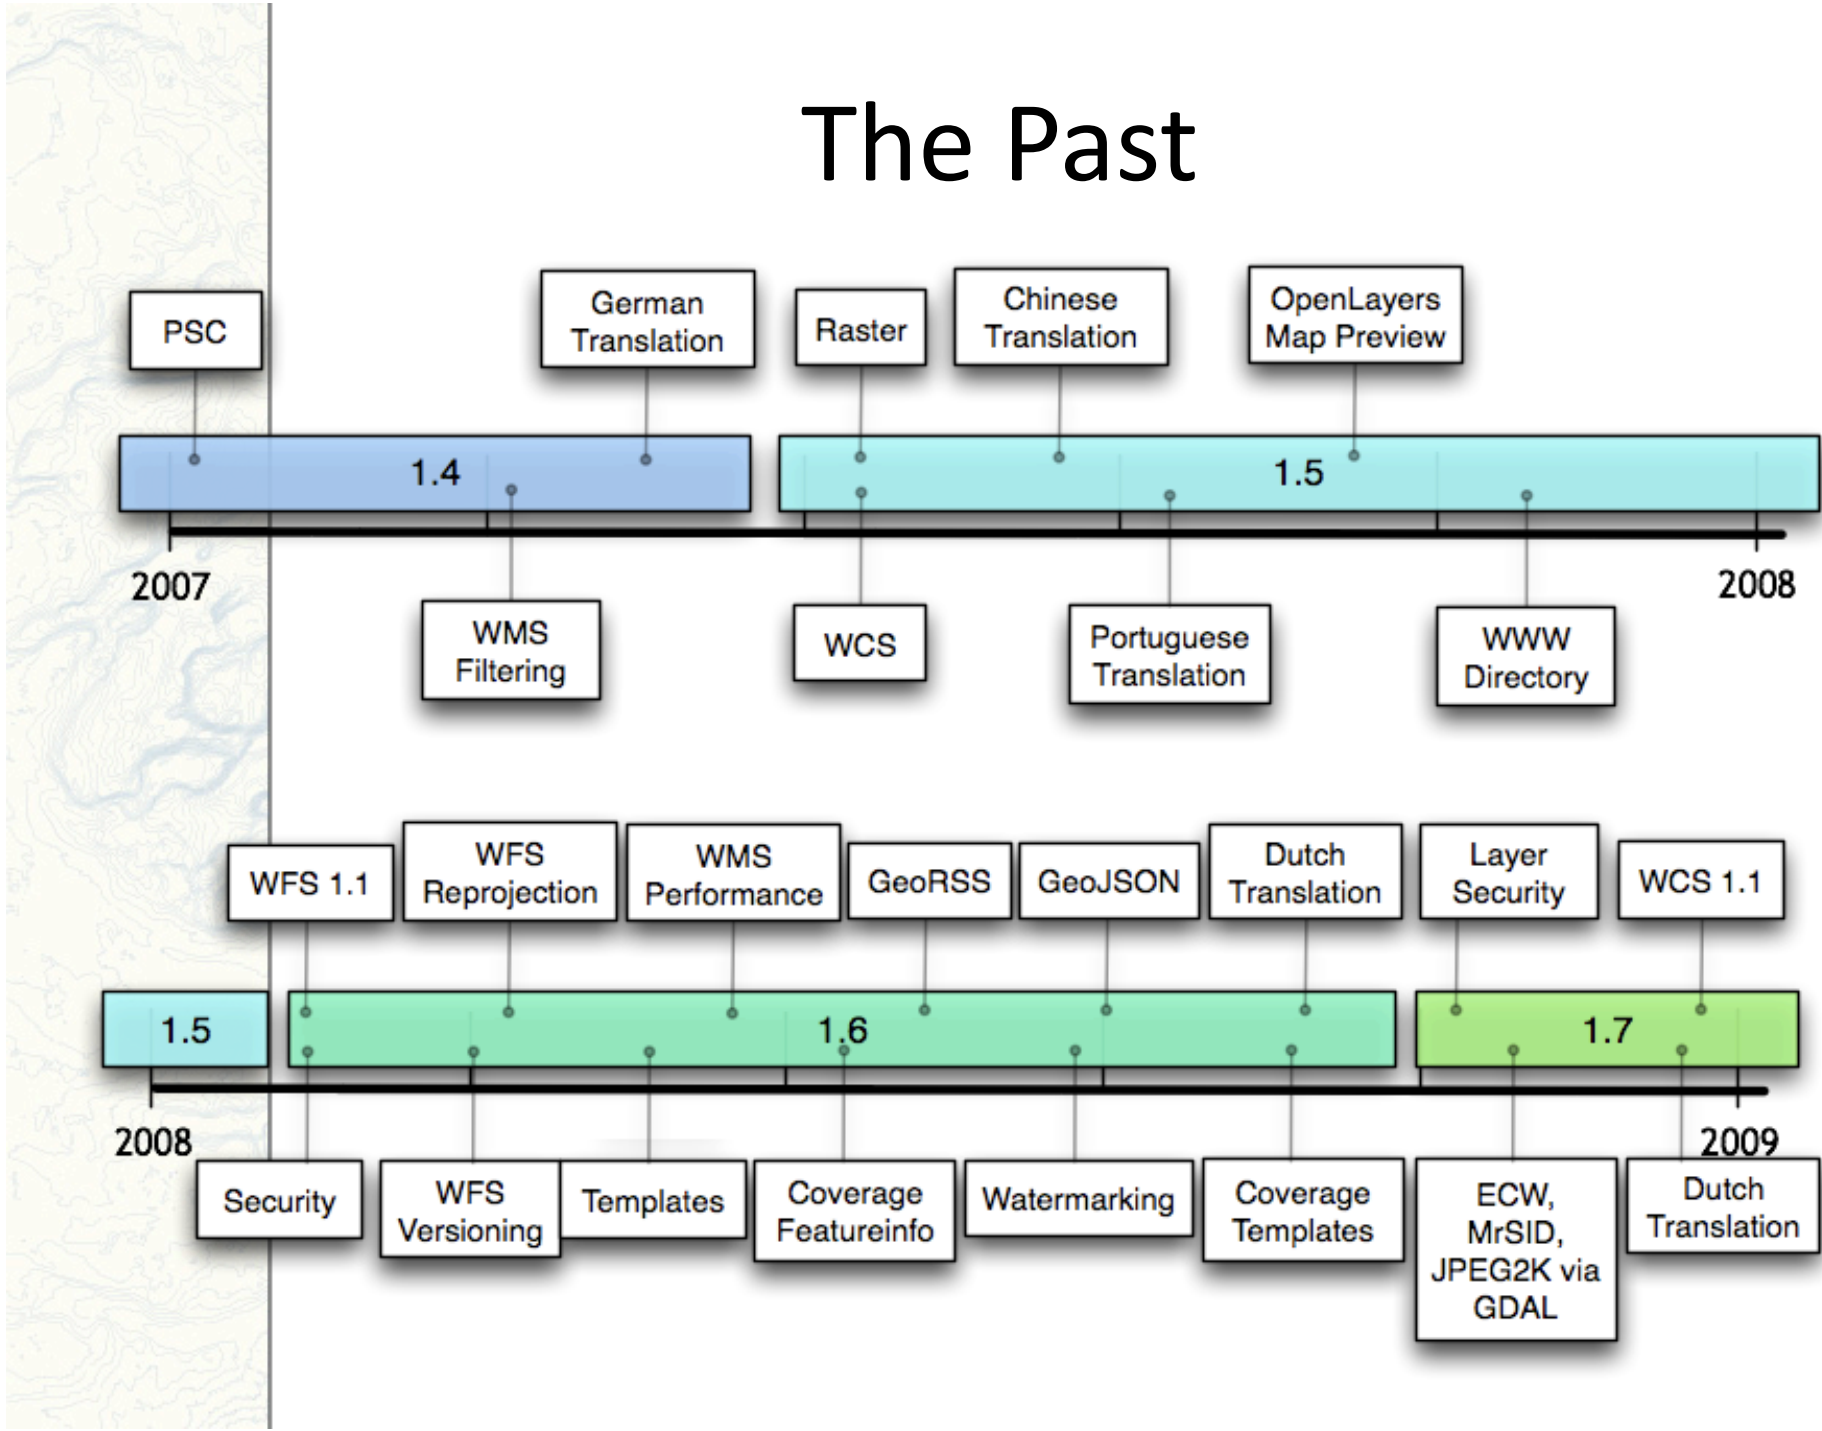 The Past
PSC
German
Translation
Raster
Chinese
Translation
OpenLayers
Map Preview
1.4
1.5
2007
2008
WMS
Filtering
WCS
Portuguese
Translation
WWW
Directory
WFS 1.1
WFS
Reprojection
WMS
Performance
GeoRSS
GeoJSON
Dutch
Translation
Layer
Security
WCS 1.1
1.5
1.6
1.7
2008
2009
Security
WFS
Versioning
Templates
Coverage
FeatureInfo
Watermarking
Coverage
Templates
ECW,
MrSID,
JPEG2K via
GDAL
Dutch
Translation